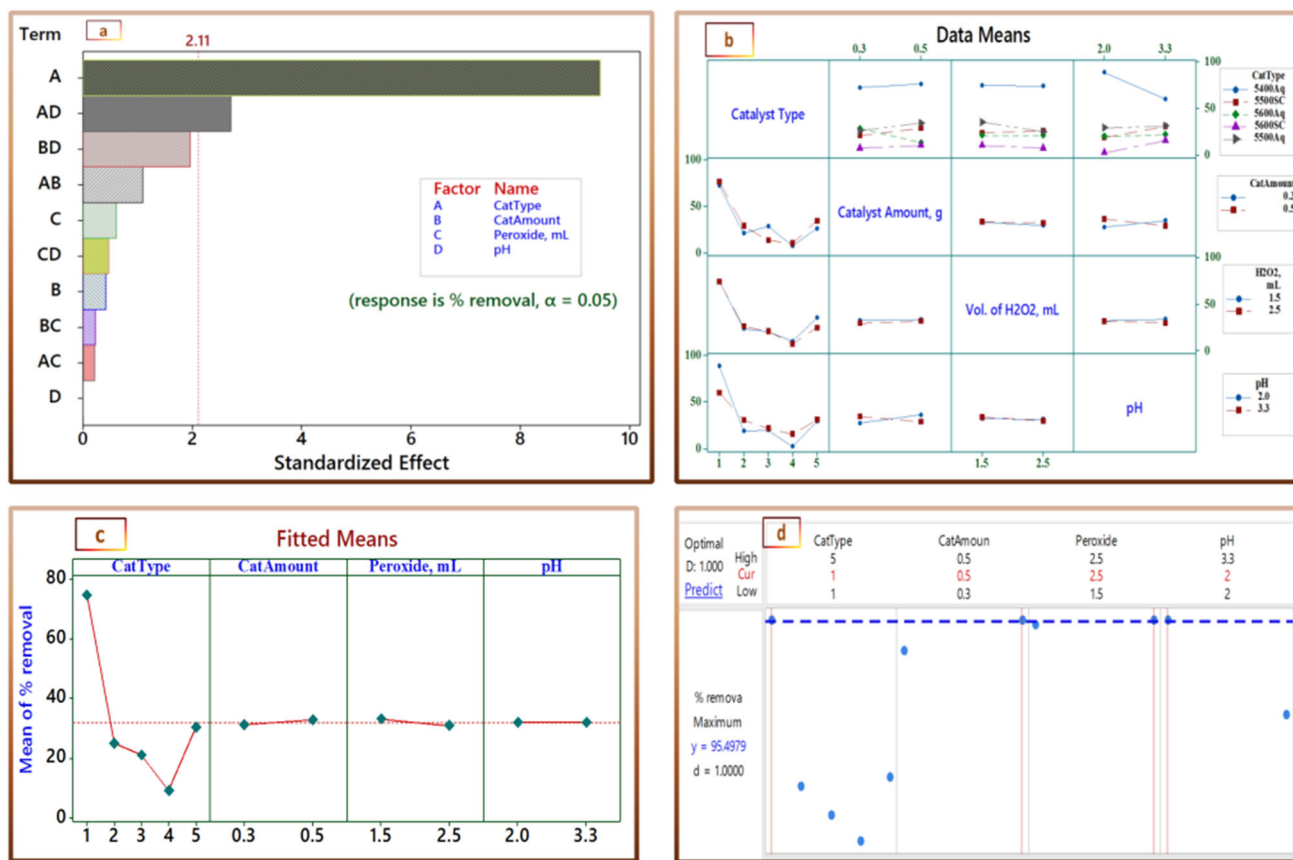 a
Term
2.11
A
AD
BD
AB
C
CD
B
BC
AC
D
Factor Name
A CatType
B CatAmount
C Peroxide, mL
D pH
(response is % removal, α = 0.05)
0 2 4 6 8 10
Standardized Effect
b
Data Means
0.3 0.5 2.0 3.3
Catalyst Type
100
50
0
CatType
5400Aq
5500SC
5600Aq
5600SC
5500Aq
100
50
0
Catalyst Amount, g
CatAmount
0.3
0.5
Vol. of H2O2, mL
100
50
0
H2O2,
mL
1.5
2.5
100
50
0
pH
pH
2.0
3.3
1 2 3 4 5 1.5 2.5
c
Fitted Means
CatType CatAmount Peroxide, mL pH
Mean of % removal
80
60
40
20
0
1 2 3 4 5 0.3 0.5 1.5 2.5 2.0 3.3
d
CatType CatAmoun Peroxide pH
Optimal
D: 1.000
Predict
High 5 0.5 2.5 3.3
Cur 1 0.5 2.5 2
Low 1 0.3 1.5 2
% remova
Maximum
y = 95.4979
d = 1.0000